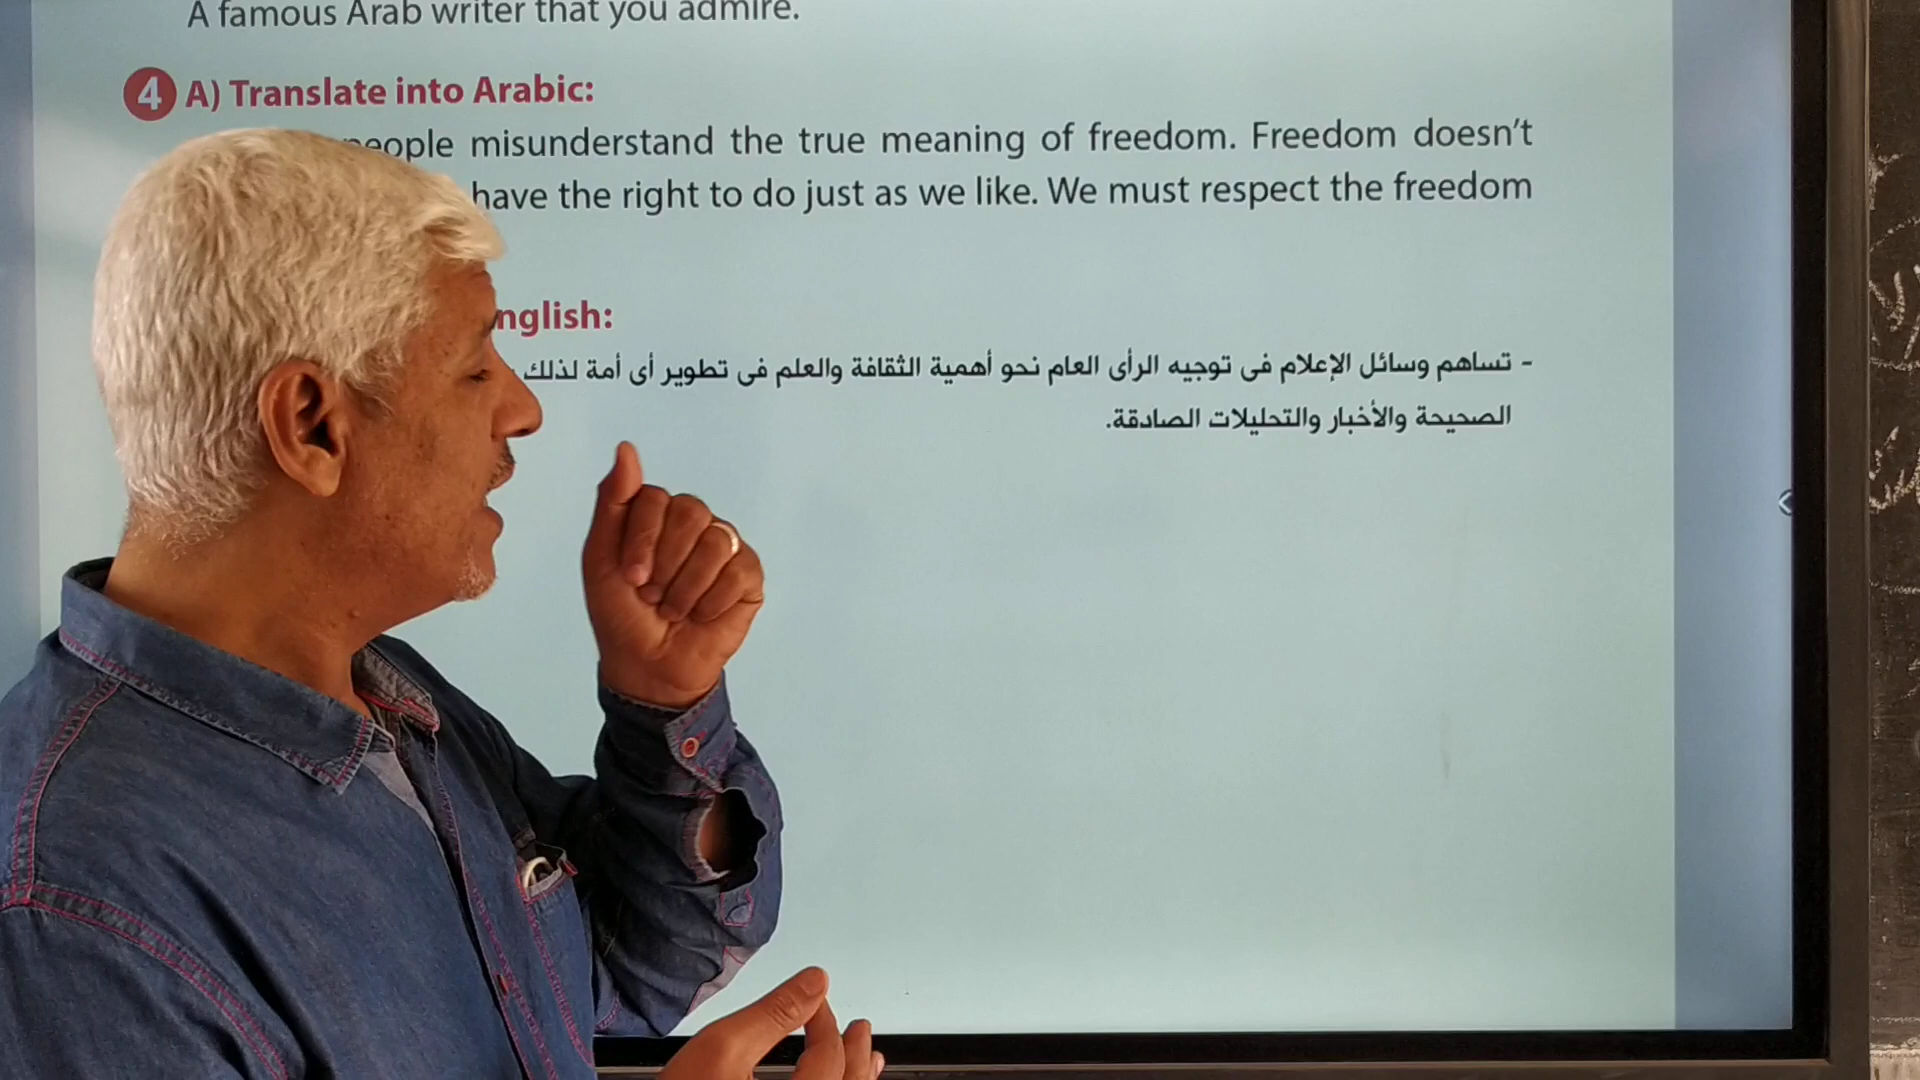 A famous Arab writer that you admire.
4 A) Translate into Arabic:
people misunderstand the true meaning of freedom. Freedom doesn't
have the right to do just as we like. We must respect the freedom
nglish:
- تساهم وسائل الإعلام فى توجيه الرأى العام نحو أهمية الثقافة والعلم فى تطوير أى أمة لذلك
الصحيحة والأخبار والتحليلات الصادقة.